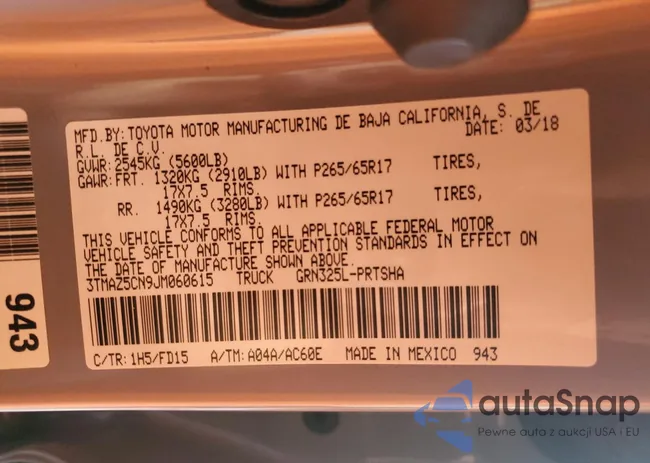 MFD.BY: TOYOTA MOTOR MANUFACTURING DE BAJA CALIFORNIA, S. DE
R.L. DE C.V. DATE: 03/18
GVWR: 2545KG (5600LB)
GAWR: FRT. 1320KG (2910LB) WITH P265/65R17 TIRES,
17X7.5 RIMS.
RR. 1490KG (3280LB) WITH P265/65R17 TIRES,
17X7.5 RIMS.
THIS VEHICLE CONFORMS TO ALL APPLICABLE FEDERAL MOTOR
VEHICLE SAFETY AND THEFT PREVENTION STANDARDS IN EFFECT ON
THE DATE OF MANUFACTURE SHOWN ABOVE.
3TMAZ5CN9JM060615 TRUCK GRN325L-PRTSHA
C/TR: 1H5/FD15 A/TM: A04A/AC60E MADE IN MEXICO 943
943
autaSnap
Pewne auta z aukcji USA i EU